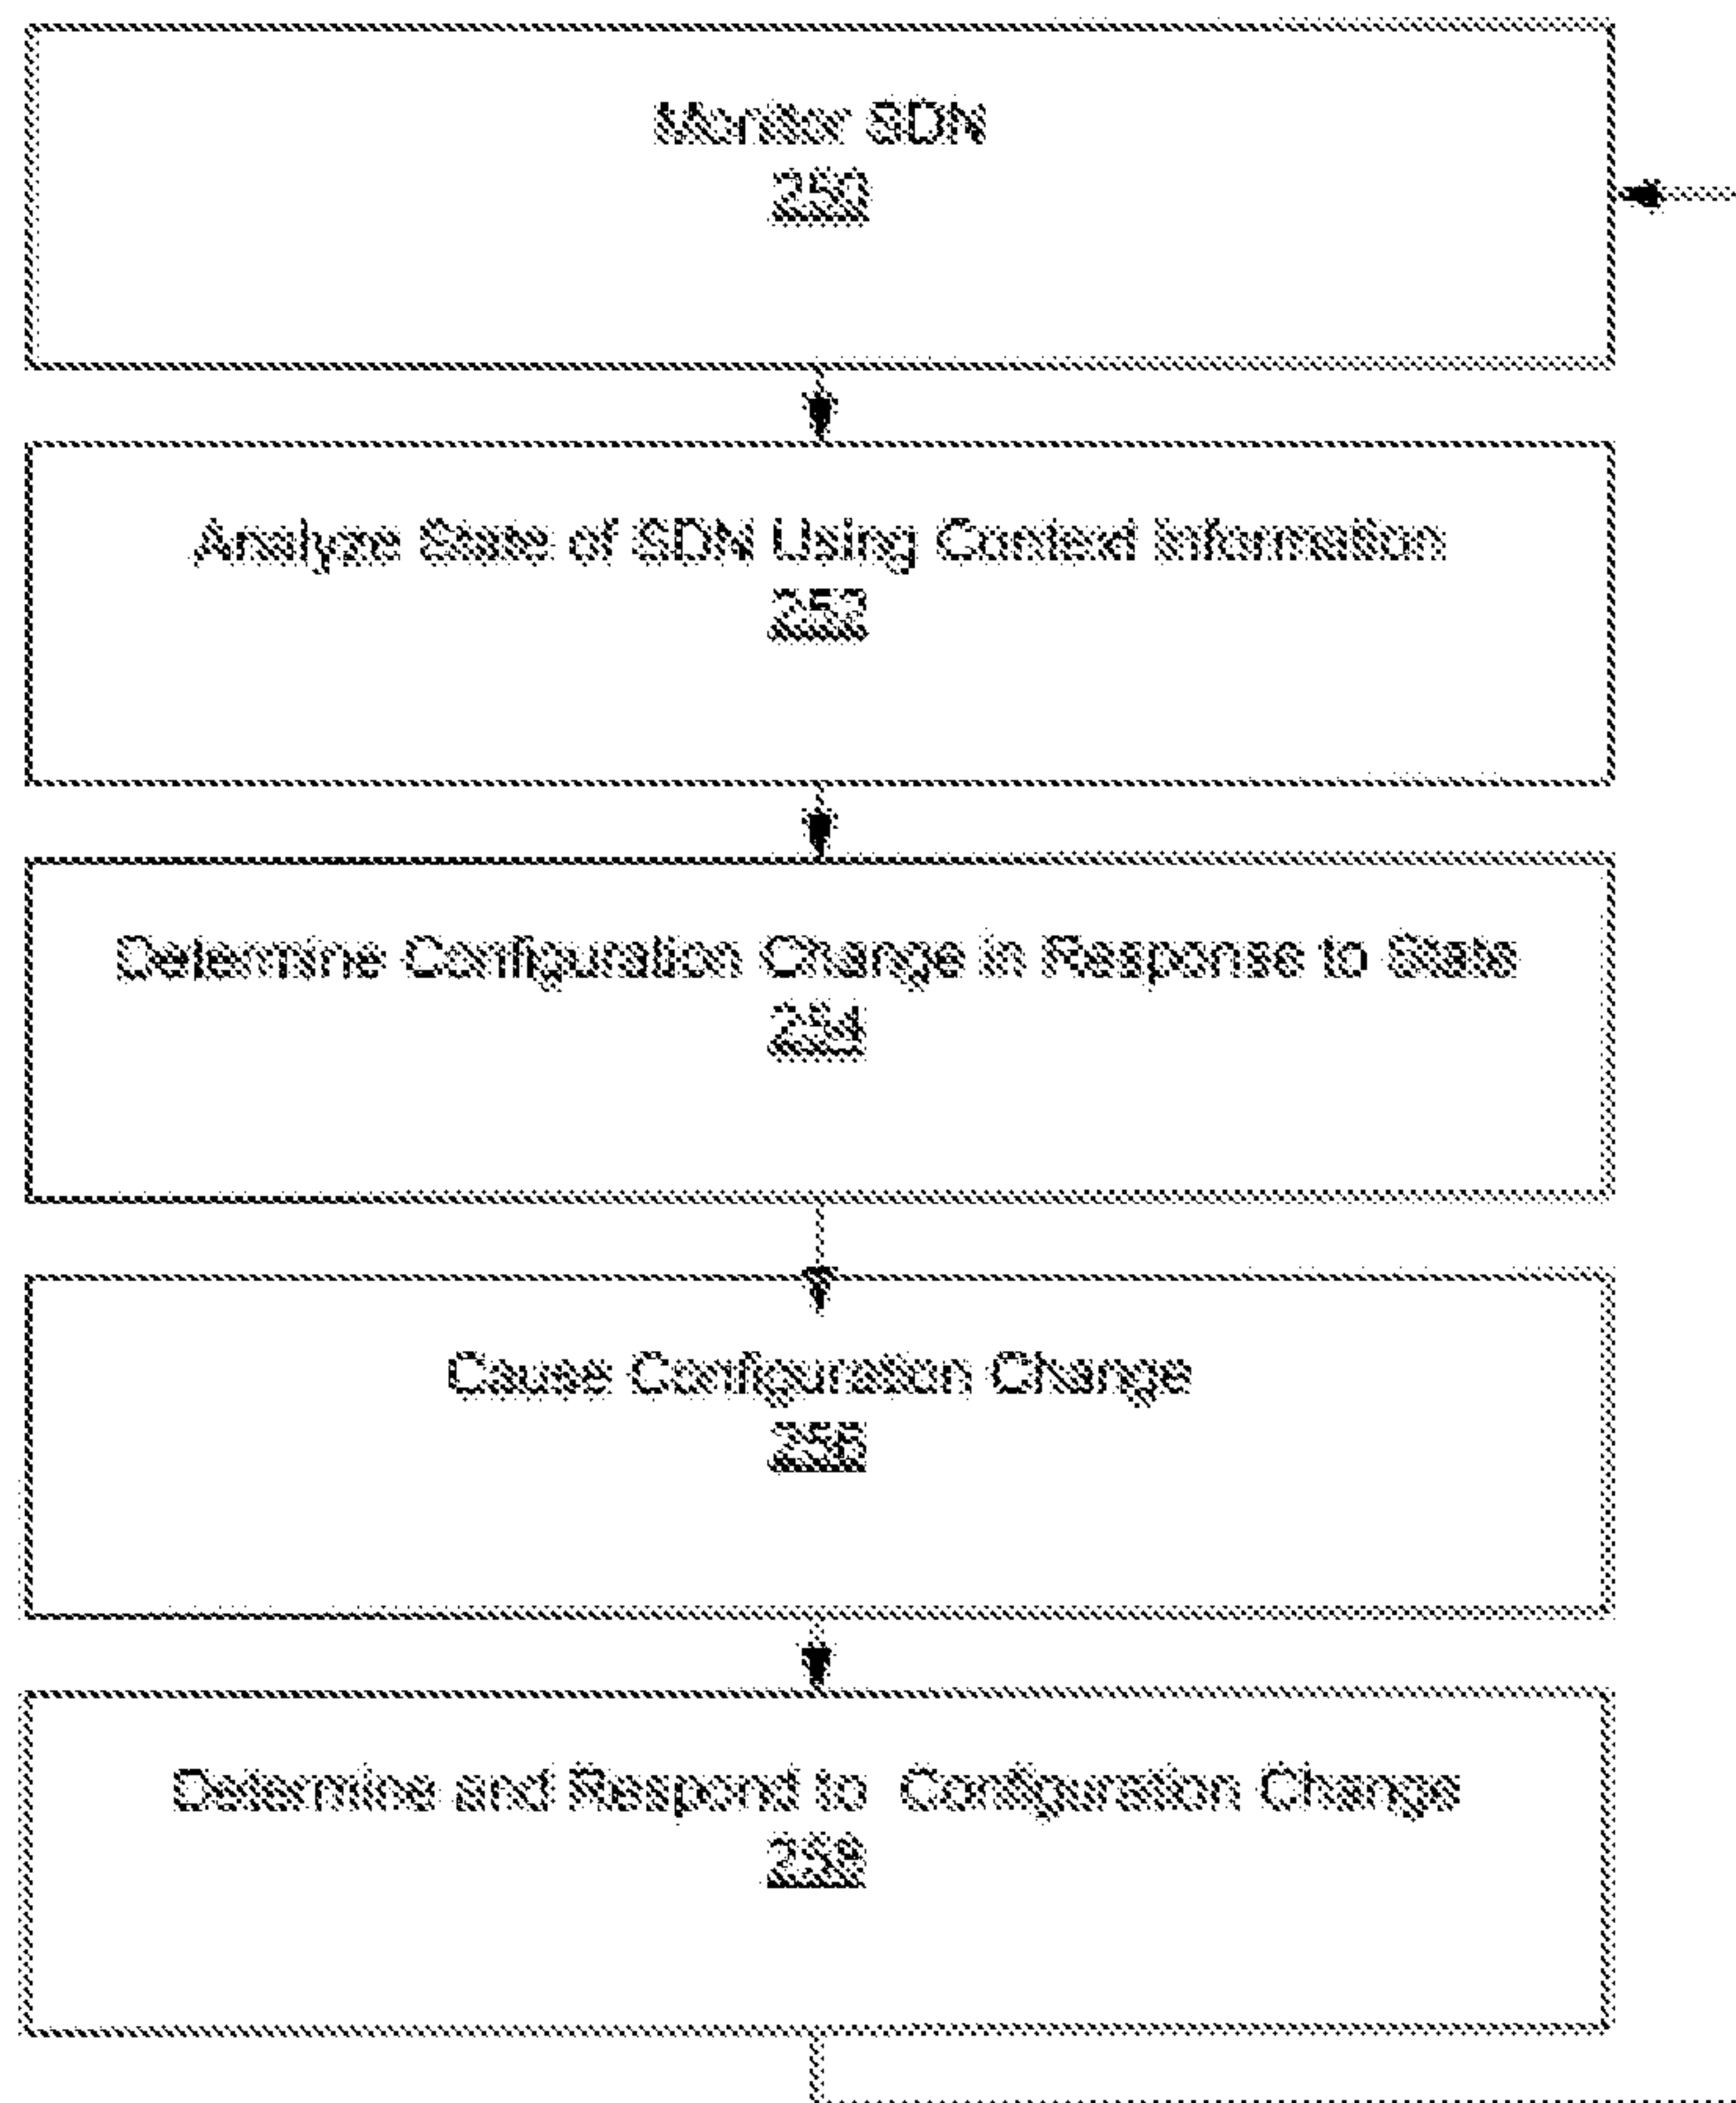 Monitor SDN
250
Analyze State of SDN Using Context Information
252
Determine Configuration Change in Response to State
254
Cause Configuration Change
256
Determine and Respond to Configuration Change
258